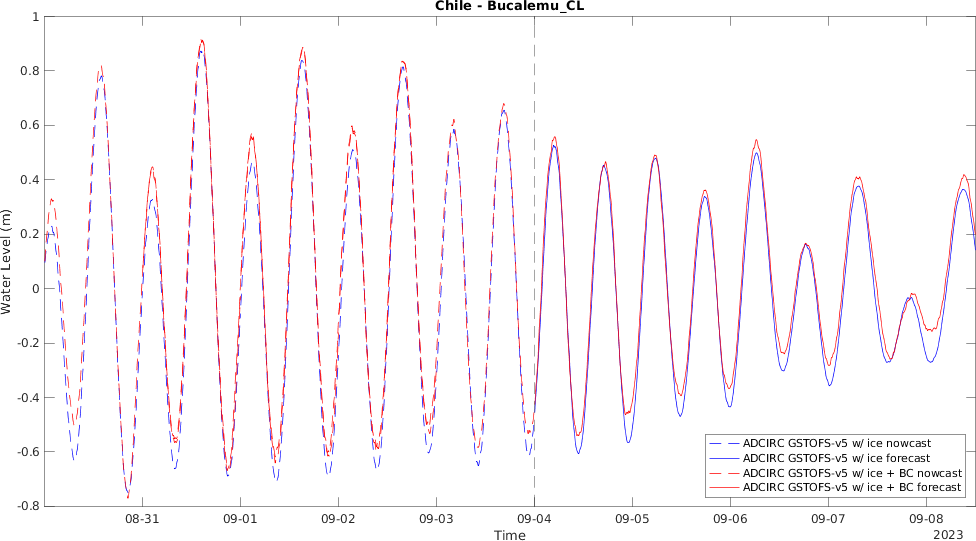 Chile - Bucalemu_CL
1
0.8
0.6
0.4
0.2
0
-0.2
-0.4
-0.6
-0.8
Water Level (m)
ADCIRC GSTOFS-v5 w/ ice nowcast
ADCIRC GSTOFS-v5 w/ ice forecast
ADCIRC GSTOFS-v5 w/ ice + BC nowcast
ADCIRC GSTOFS-v5 w/ ice + BC forecast
08-31 09-01 09-02 09-03 09-04 09-05 09-06 09-07 09-08
Time
2023